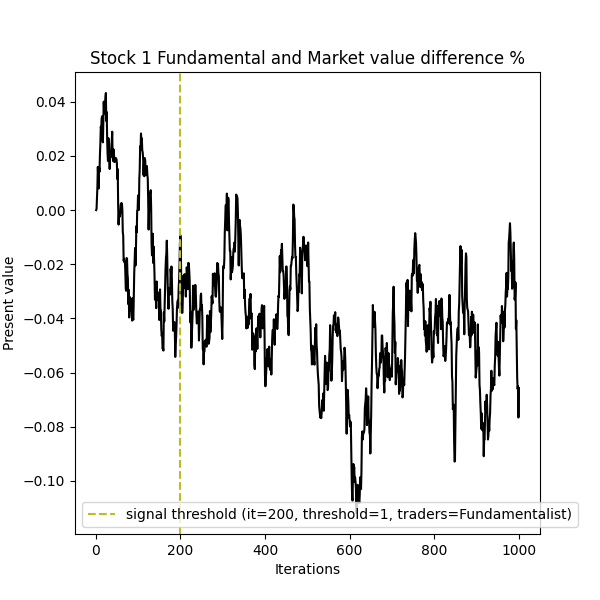 Stock 1 Fundamental and Market value difference %
0.04
0.02
0.00
−0.02
−0.04
−0.06
−0.08
−0.10
Present value
signal threshold (it=200, threshold=1, traders=Fundamentalist)
0 200 400 600 800 1000
Iterations